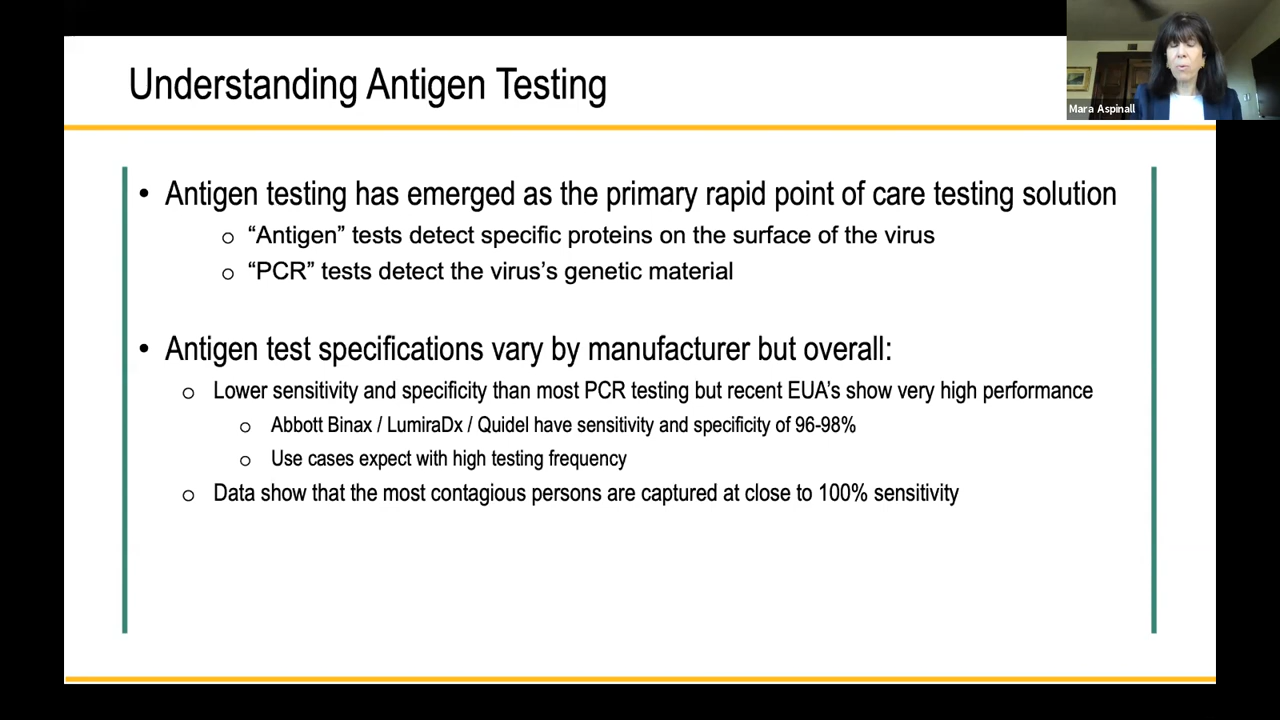 Understanding Antigen Testing
Mara Aspinall
• Antigen testing has emerged as the primary rapid point of care testing solution
o “Antigen” tests detect specific proteins on the surface of the virus
o “PCR” tests detect the virus’s genetic material
• Antigen test specifications vary by manufacturer but overall:
o Lower sensitivity and specificity than most PCR testing but recent EUA’s show very high performance
o Abbott Binax / LumiraDx / Quidel have sensitivity and specificity of 96-98%
o Use cases expect with high testing frequency
o Data show that the most contagious persons are captured at close to 100% sensitivity